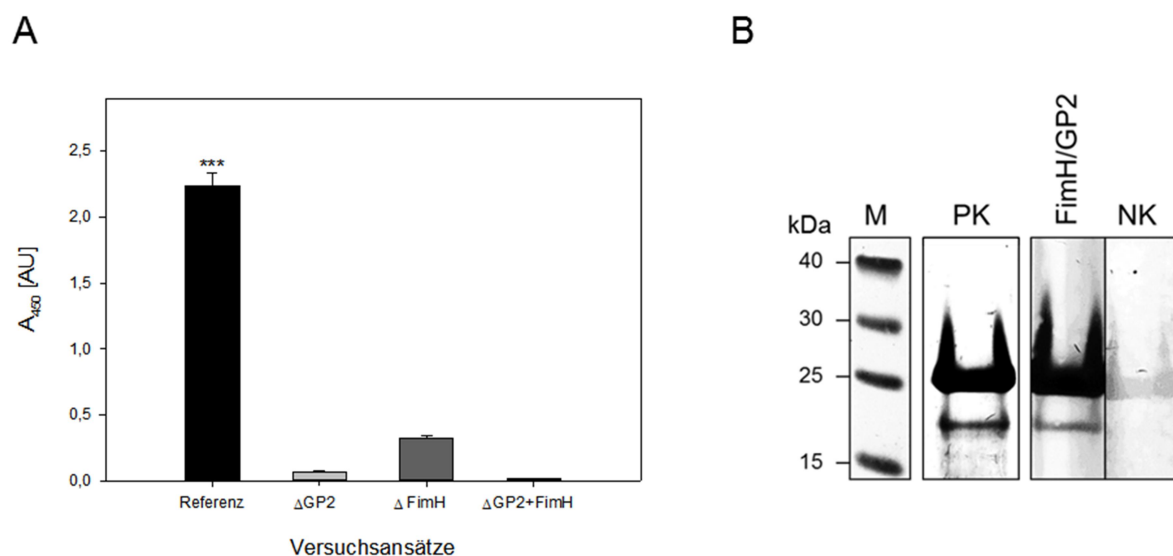 A
2,5
2,0
1,5
1,0
0,5
0,0
A450 [AU]
***
Referenz
ΔGP2
Δ FimH
ΔGP2+FimH
Versuchsansätze
B
kDa
M
PK
FimH/GP2
NK
40
30
25
15